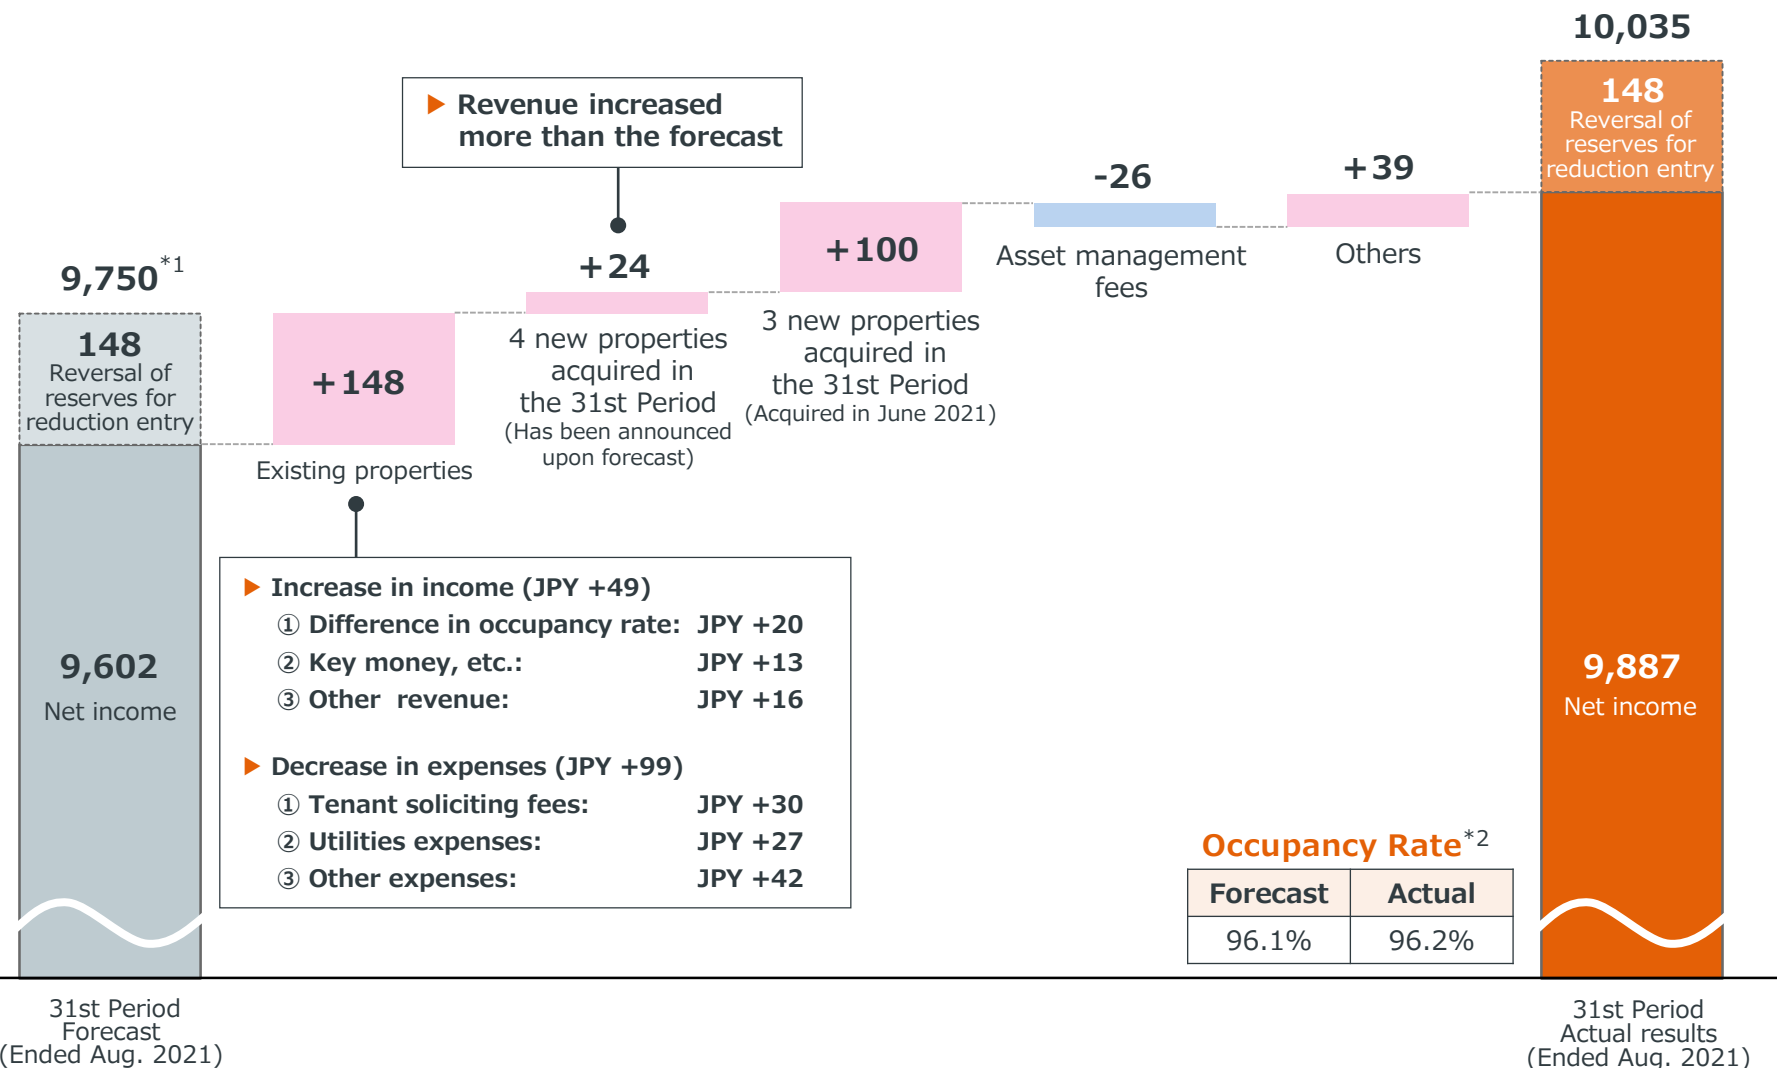 10,035
148
Reversal of
reserves for
reduction entry
▶ Revenue increased
more than the forecast
-26
+39
+100
Asset management
fees
Others
+24
9,750*1
148
Reversal of
reserves for
reduction entry
+148
4 new properties
acquired in
the 31st Period
(Has been announced
upon forecast)
3 new properties
acquired in
the 31st Period
(Acquired in June 2021)
Existing properties
▶ Increase in income (JPY +49)
① Difference in occupancy rate: JPY +20
② Key money, etc.: JPY +13
③ Other revenue: JPY +16
▶ Decrease in expenses (JPY +99)
① Tenant soliciting fees: JPY +30
② Utilities expenses: JPY +27
③ Other expenses: JPY +42
9,602
Net income
9,887
Net income
Occupancy Rate*2
Forecast Actual
96.1% 96.2%
31st Period
Forecast
(Ended Aug. 2021)
31st Period
Actual results
(Ended Aug. 2021)